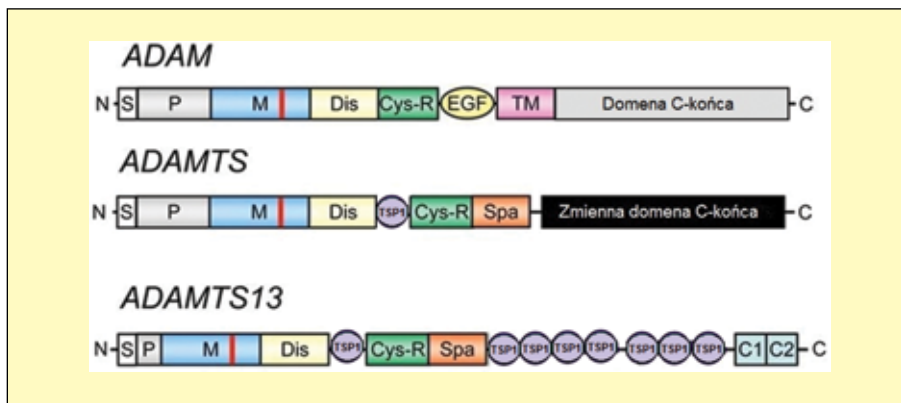 ADAM
N S P M Dis Cys-R EGF TM Domena C-końca C
ADAMTS
N S P M Dis TSP1 Cys-R Spa Zmienna domena C-końca C
ADAMTS13
N S P M Dis TSP1 Cys-R Spa TSP1 TSP1 TSP1 TSP1 TSP1 TSP1 TSP1 C1 C2 C